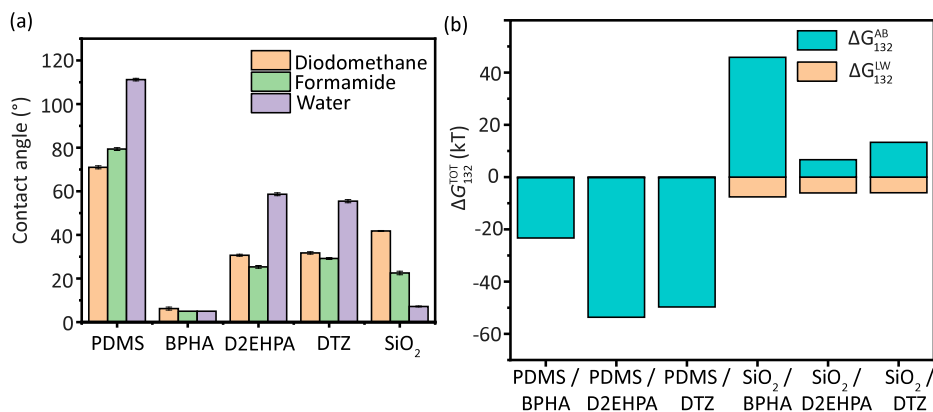 (a)
Contact angle (°)
120
100
80
60
40
20
0
Diodomethane
Formamide
Water
PDMS
BPHA
D2EHPA
DTZ
SiO₂
(b)
ΔG₁₃₂ᵀᴼᵀ (kT)
40
20
0
-20
-40
-60
ΔG₁₃₂ᴬᴮ
ΔG₁₃₂ᴸᵂ
PDMS /
BPHA
PDMS /
D2EHPA
PDMS /
DTZ
SiO₂ /
BPHA
SiO₂ /
D2EHPA
SiO₂ /
DTZ